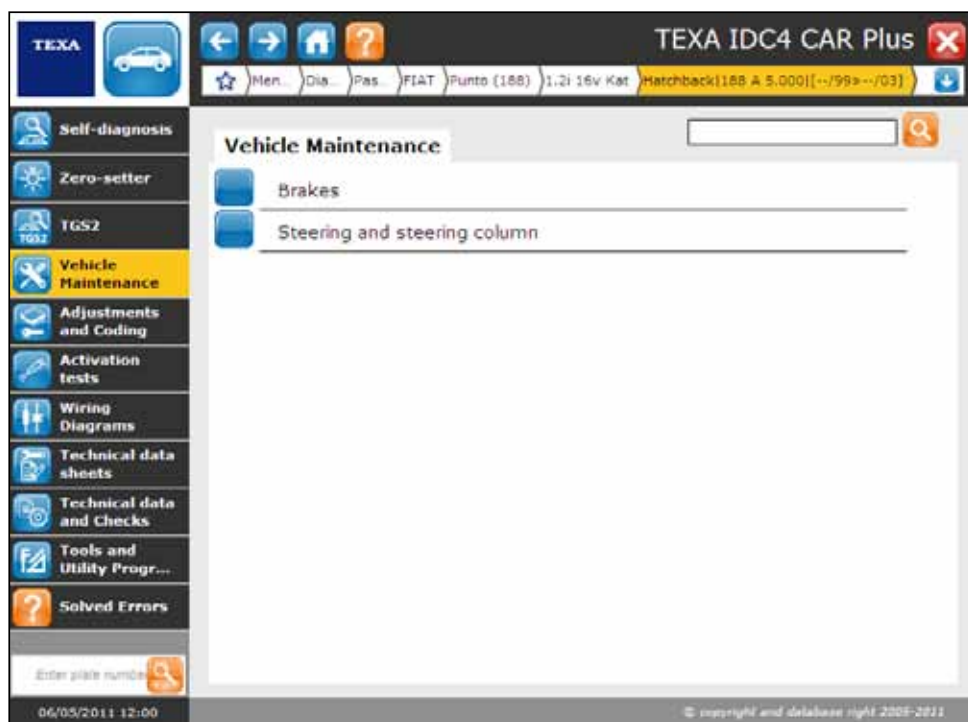 TEXA
TEXA IDC4 CAR Plus
Men... Dia... Pas... FIAT Punto (188) 1.2i 16v Kat Hatchback|188 A 5.000|[--/99>--/03]
Self-diagnosis
Zero-setter
TGS2
TGS2
Vehicle
Maintenance
Adjustments
and Coding
Activation
tests
Wiring
Diagrams
Technical data
sheets
Technical data
and Checks
Tools and
Utility Progr...
Solved Errors
Enter plate number
06/05/2011 12:00
Vehicle Maintenance
Brakes
Steering and steering column
© copyright and database right 2005-2011